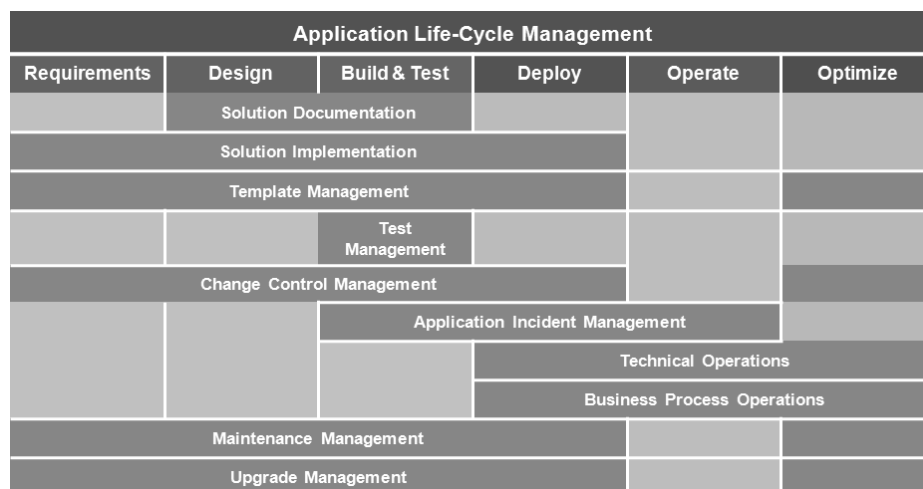 Application Life-Cycle Management
Requirements Design Build & Test Deploy Operate Optimize
Solution Documentation
Solution Implementation
Template Management
Test
Management
Change Control Management
Application Incident Management
Technical Operations
Business Process Operations
Maintenance Management
Upgrade Management